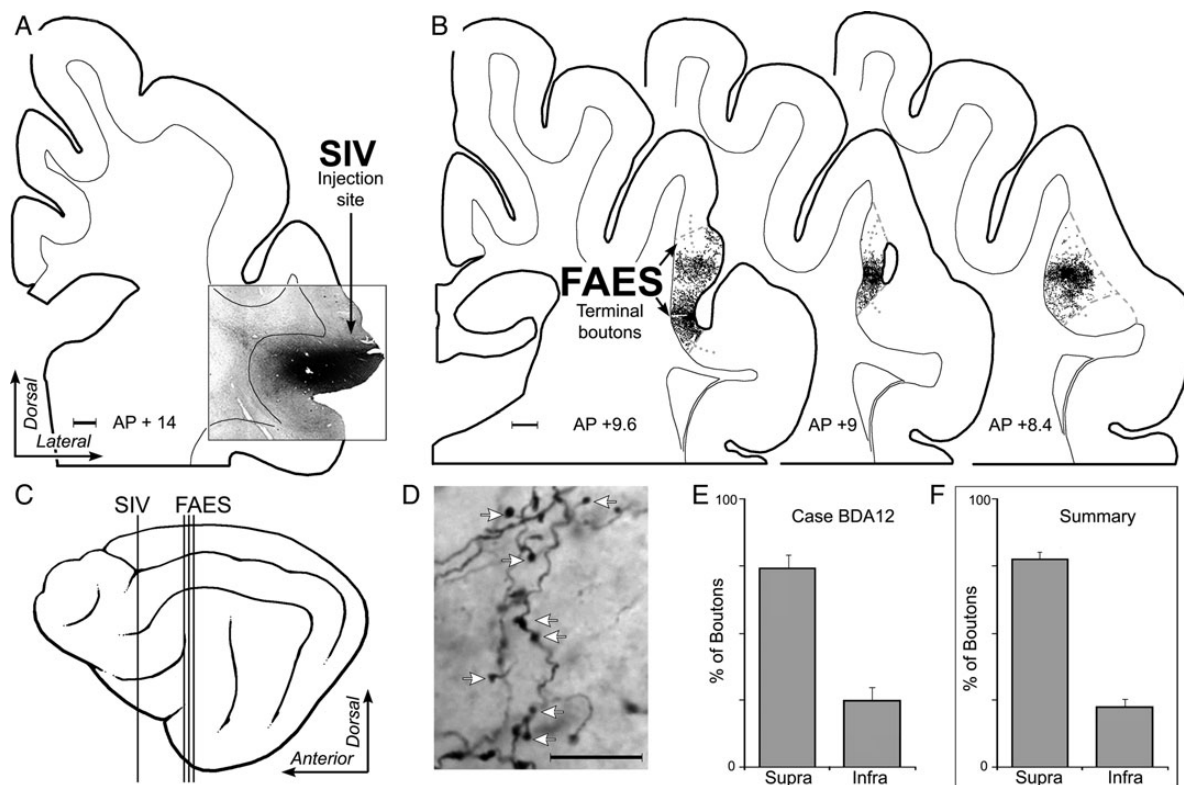 A
SIV
Injection
site
Dorsal
Lateral
AP + 14
B
FAES
Terminal
boutons
AP +9.6
AP +9
AP +8.4
C
SIV
FAES
Dorsal
Anterior
D
E
100
Case BDA12
% of Boutons
0
Supra
Infra
F
100
Summary
% of Boutons
0
Supra
Infra